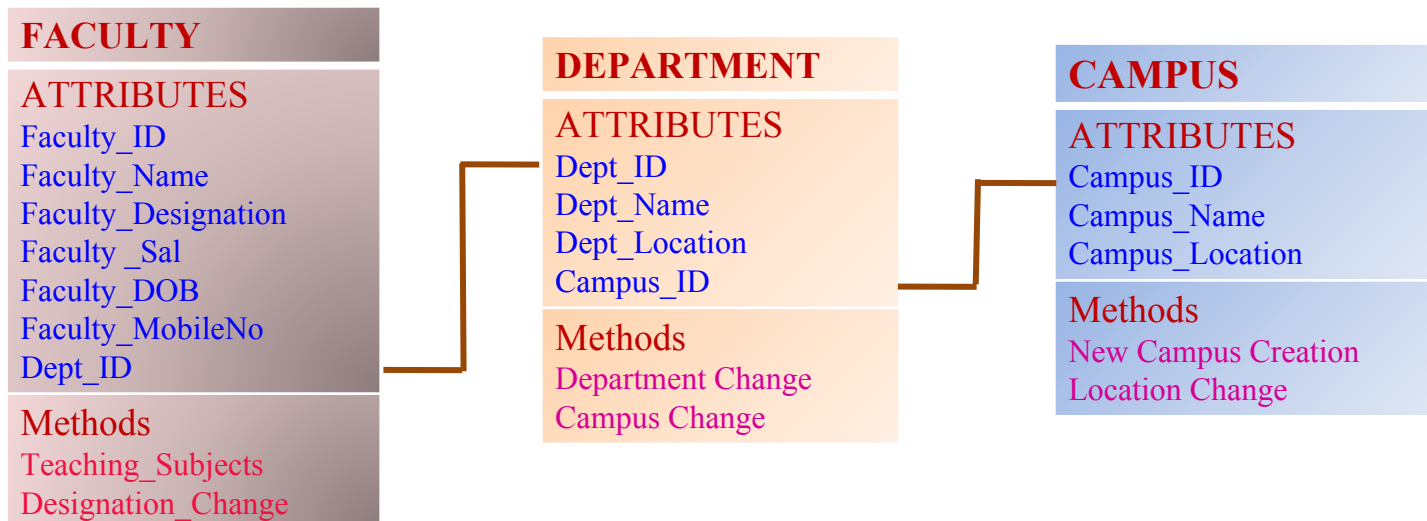 FACULTY
ATTRIBUTES
Faculty_ID
Faculty_Name
Faculty_Designation
Faculty _Sal
Faculty_DOB
Faculty_MobileNo
Dept_ID
Methods
Teaching_Subjects
Designation_Change
DEPARTMENT
ATTRIBUTES
Dept_ID
Dept_Name
Dept_Location
Campus_ID
Methods
Department Change
Campus Change
CAMPUS
ATTRIBUTES
Campus_ID
Campus_Name
Campus_Location
Methods
New Campus Creation
Location Change